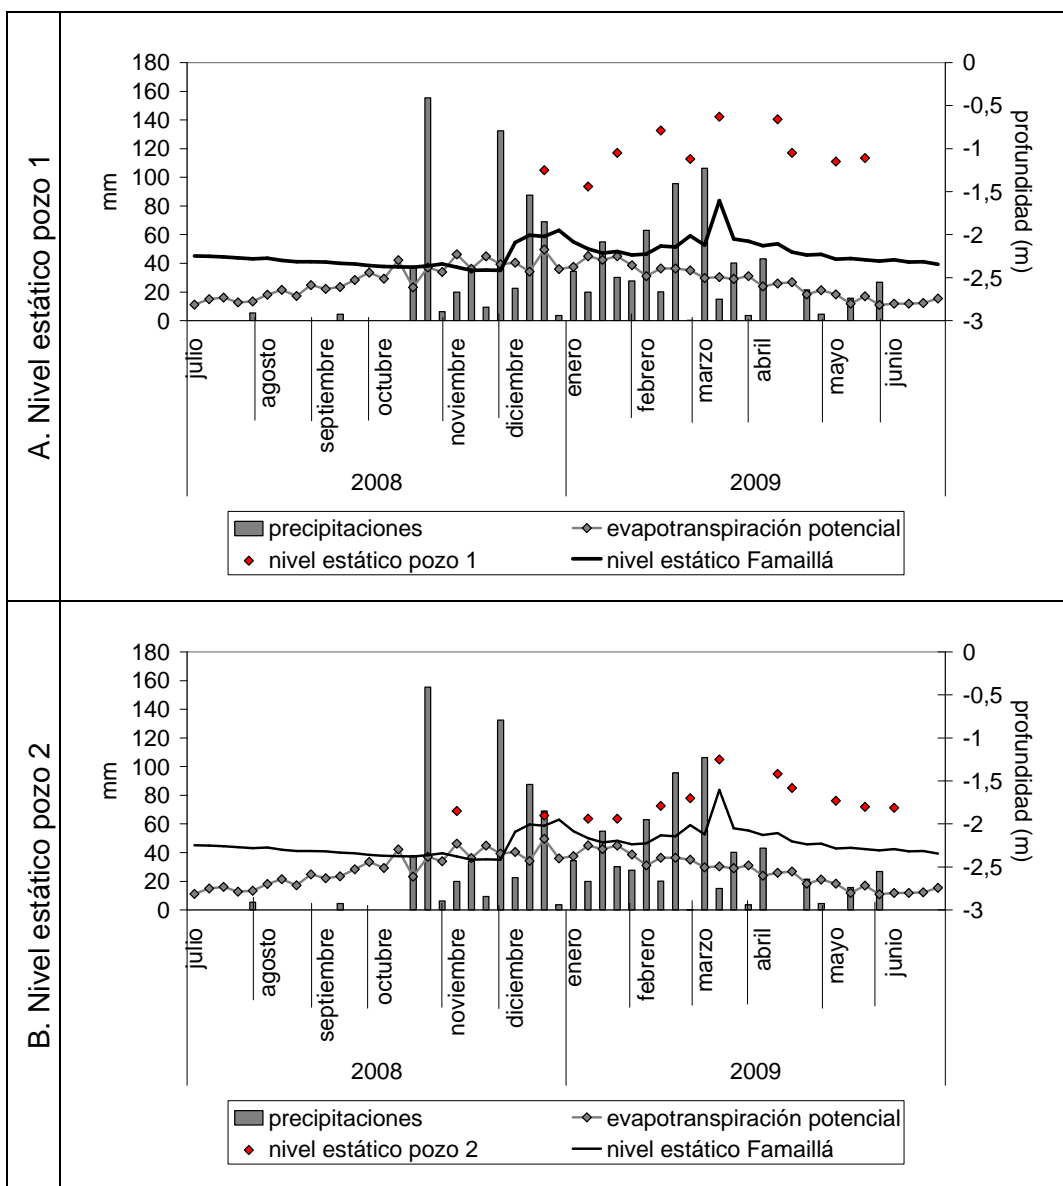 A. Nivel estático pozo 1
mm
180
160
140
120
100
80
60
40
20
0
0
-0,5
-1
-1,5
-2
-2,5
-3
profundidad (m)
julio
agosto
septiembre
octubre
noviembre
diciembre
enero
febrero
marzo
abril
mayo
junio
2008 2009
precipitaciones evapotranspiración potencial
nivel estático pozo 1 nivel estático Famaillá
B. Nivel estático pozo 2
mm
180
160
140
120
100
80
60
40
20
0
0
-0,5
-1
-1,5
-2
-2,5
-3
profundidad (m)
julio
agosto
septiembre
octubre
noviembre
diciembre
enero
febrero
marzo
abril
mayo
junio
2008 2009
precipitaciones evapotranspiración potencial
nivel estático pozo 2 nivel estático Famaillá